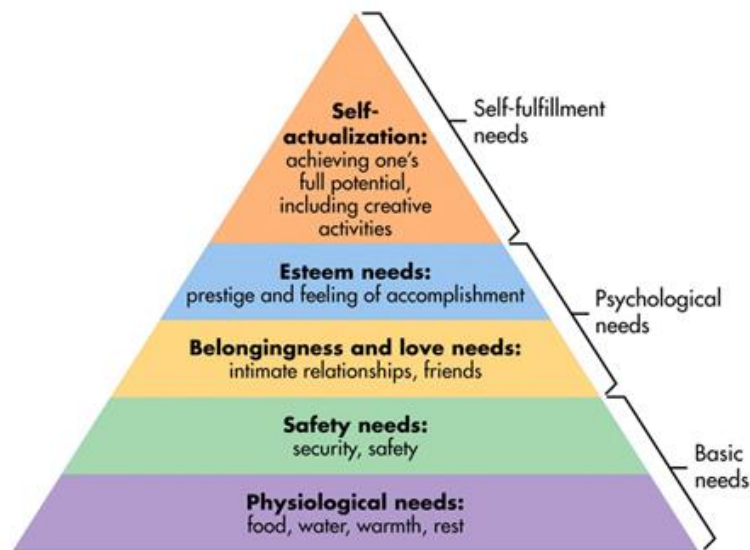 Self-
actualization:
achieving one's
full potential,
including creative
activities
Self-fulfillment
needs
Esteem needs:
prestige and feeling of accomplishment
Psychological
needs
Belongingness and love needs:
intimate relationships, friends
Safety needs:
security, safety
Basic
needs
Physiological needs:
food, water, warmth, rest